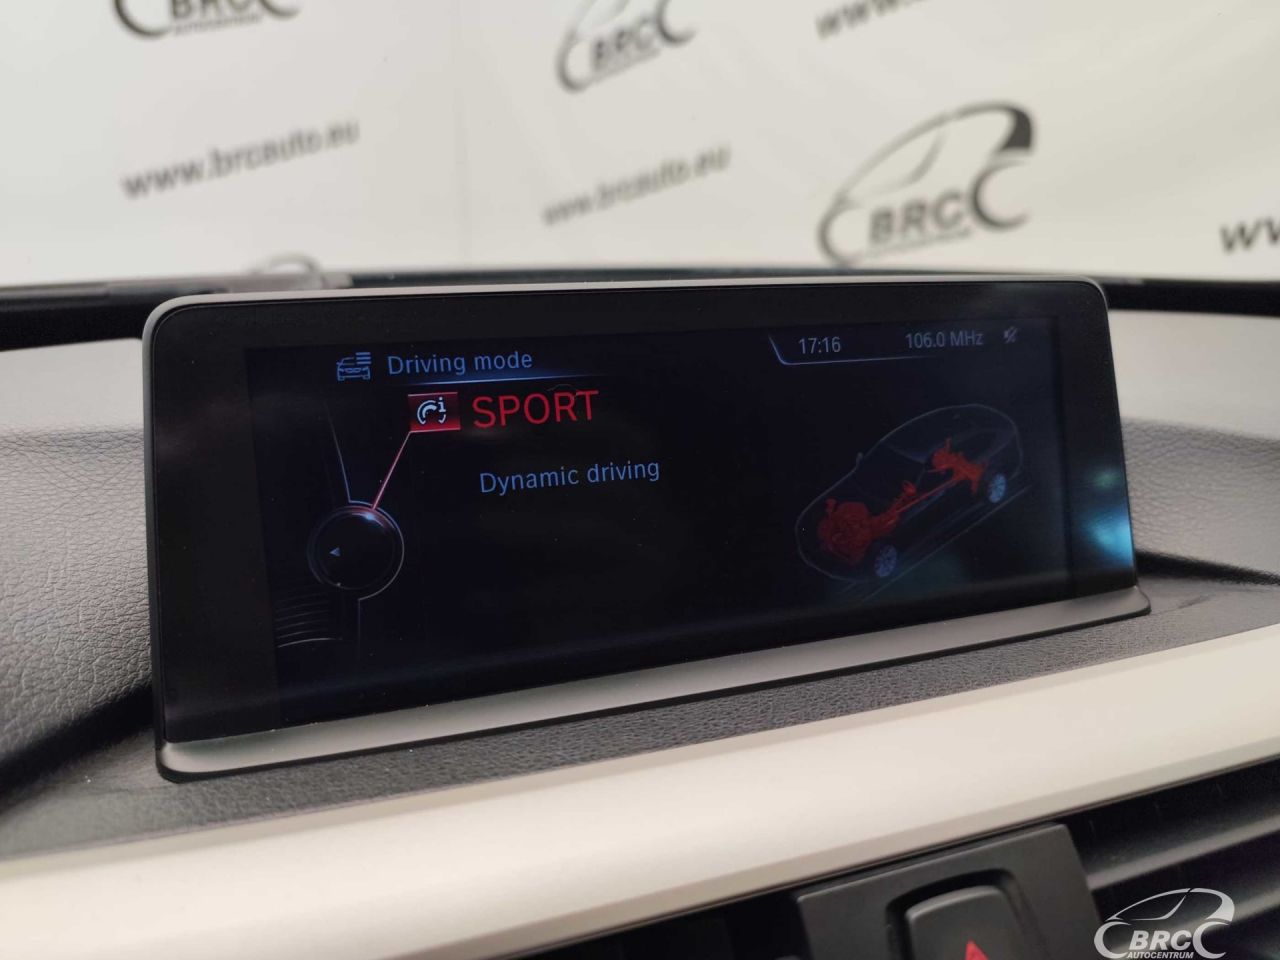 BRC
AUTOCENTRUM
BRC
www.brcauto.eu
www.brcauto.eu
BRC
Driving mode
17:16
106.0 MHz
SPORT
Dynamic driving
BRC
AUTOCENTRUM